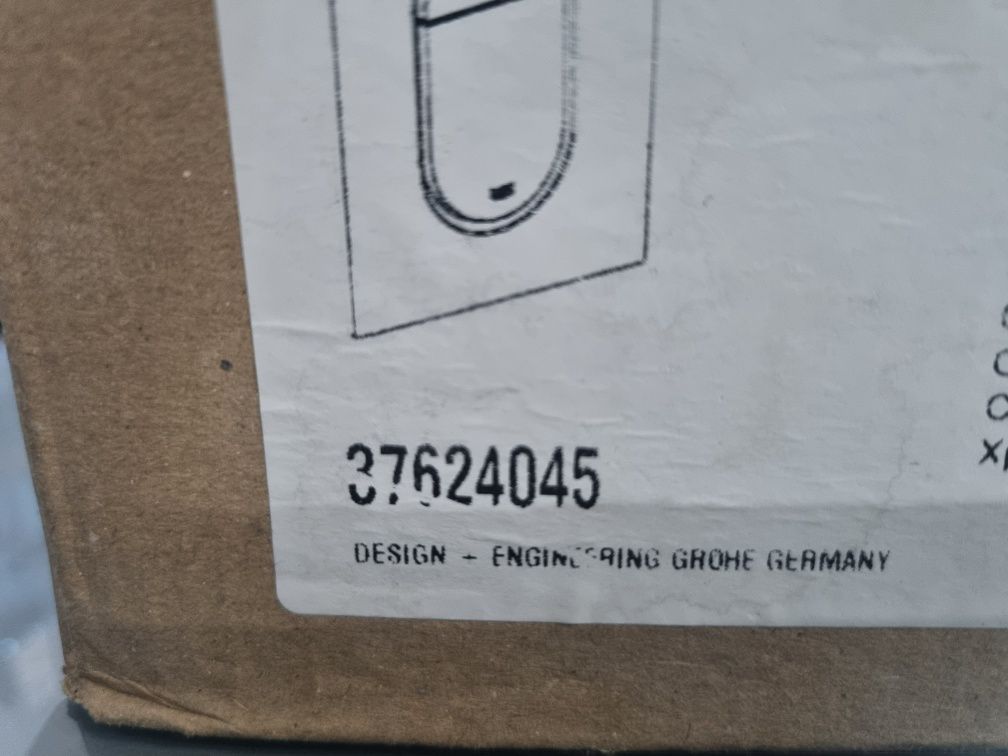 37624045
DESIGN + ENGINEERING GROHE GERMANY